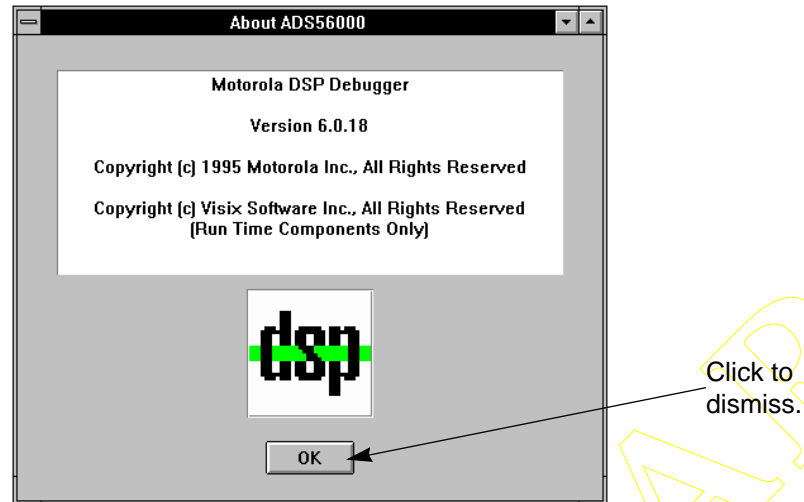 About ADS56000
Motorola DSP Debugger
Version 6.0.18
Copyright (c) 1995 Motorola Inc., All Rights Reserved
Copyright (c) Visix Software Inc., All Rights Reserved
(Run Time Components Only)
dsp
Click to
dismiss.
OK